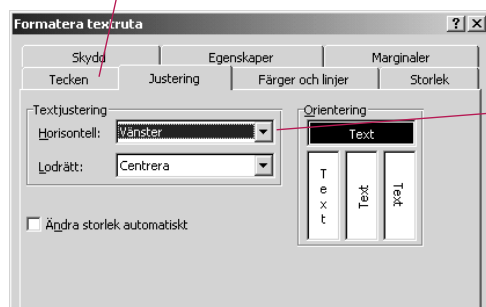 Formatera textruta
Skydd Egenskaper Marginaler
Tecken Justering Färger och linjer Storlek
Textjustering
Horisontell: Vänster
Lodrätt: Centrera
Ändra storlek automatiskt
Orientering
Text
Text Text Text